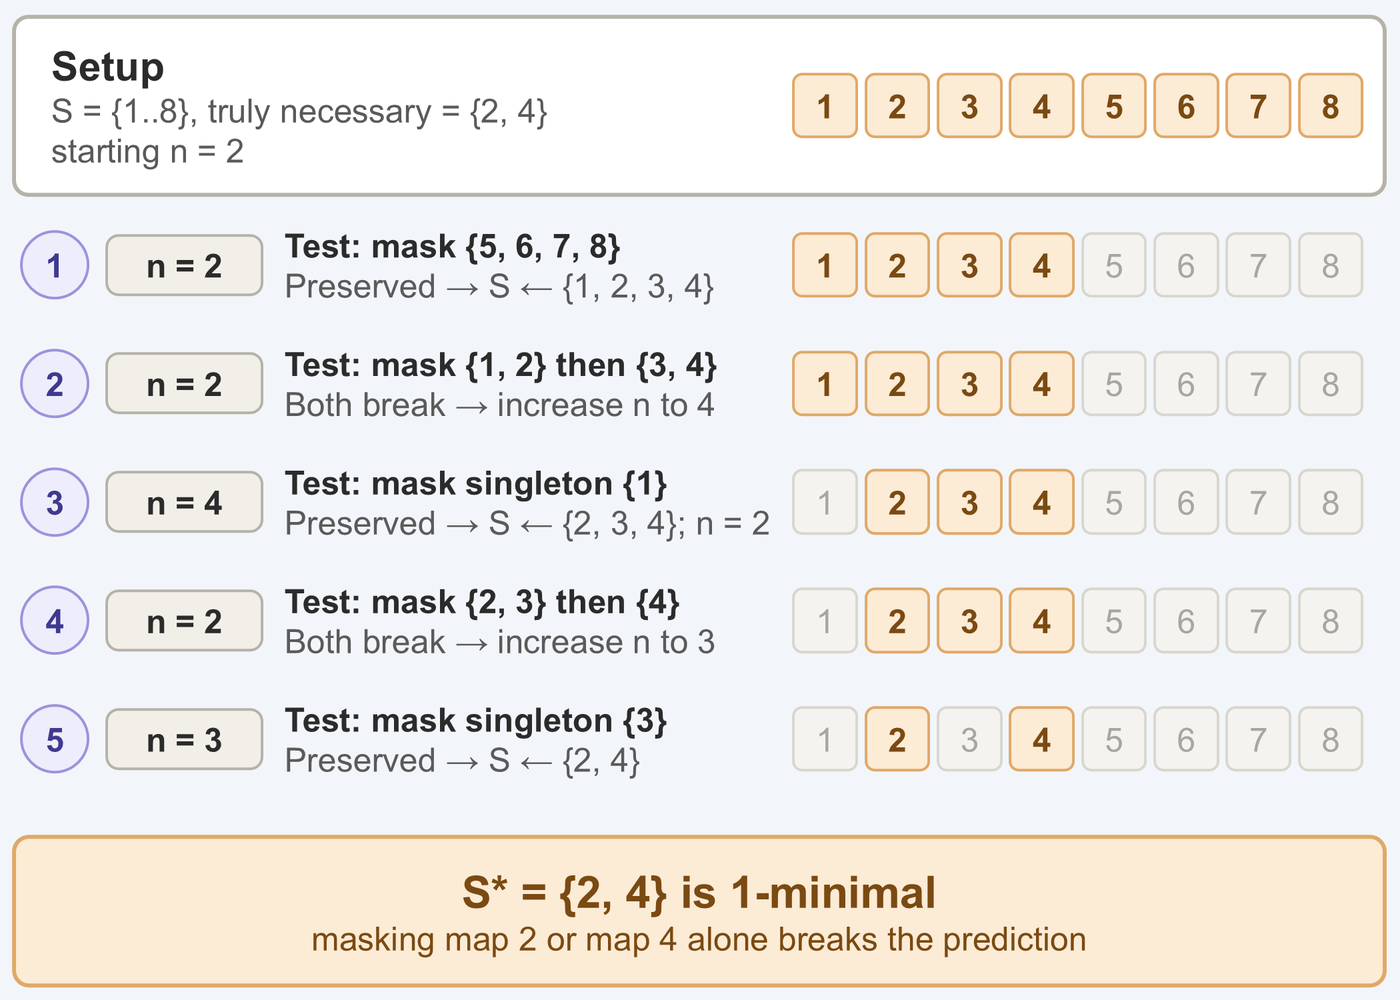 Setup
S = {1..8}, truly necessary = {2, 4}
starting n = 2
1 2 3 4 5 6 7 8
1 n = 2 Test: mask {5, 6, 7, 8}
Preserved → S ← {1, 2, 3, 4}
1 2 3 4 5 6 7 8
2 n = 2 Test: mask {1, 2} then {3, 4}
Both break → increase n to 4
1 2 3 4 5 6 7 8
3 n = 4 Test: mask singleton {1}
Preserved → S ← {2, 3, 4}; n = 2
1 2 3 4 5 6 7 8
4 n = 2 Test: mask {2, 3} then {4}
Both break → increase n to 3
1 2 3 4 5 6 7 8
5 n = 3 Test: mask singleton {3}
Preserved → S ← {2, 4}
1 2 3 4 5 6 7 8
S* = {2, 4} is 1-minimal
masking map 2 or map 4 alone breaks the prediction